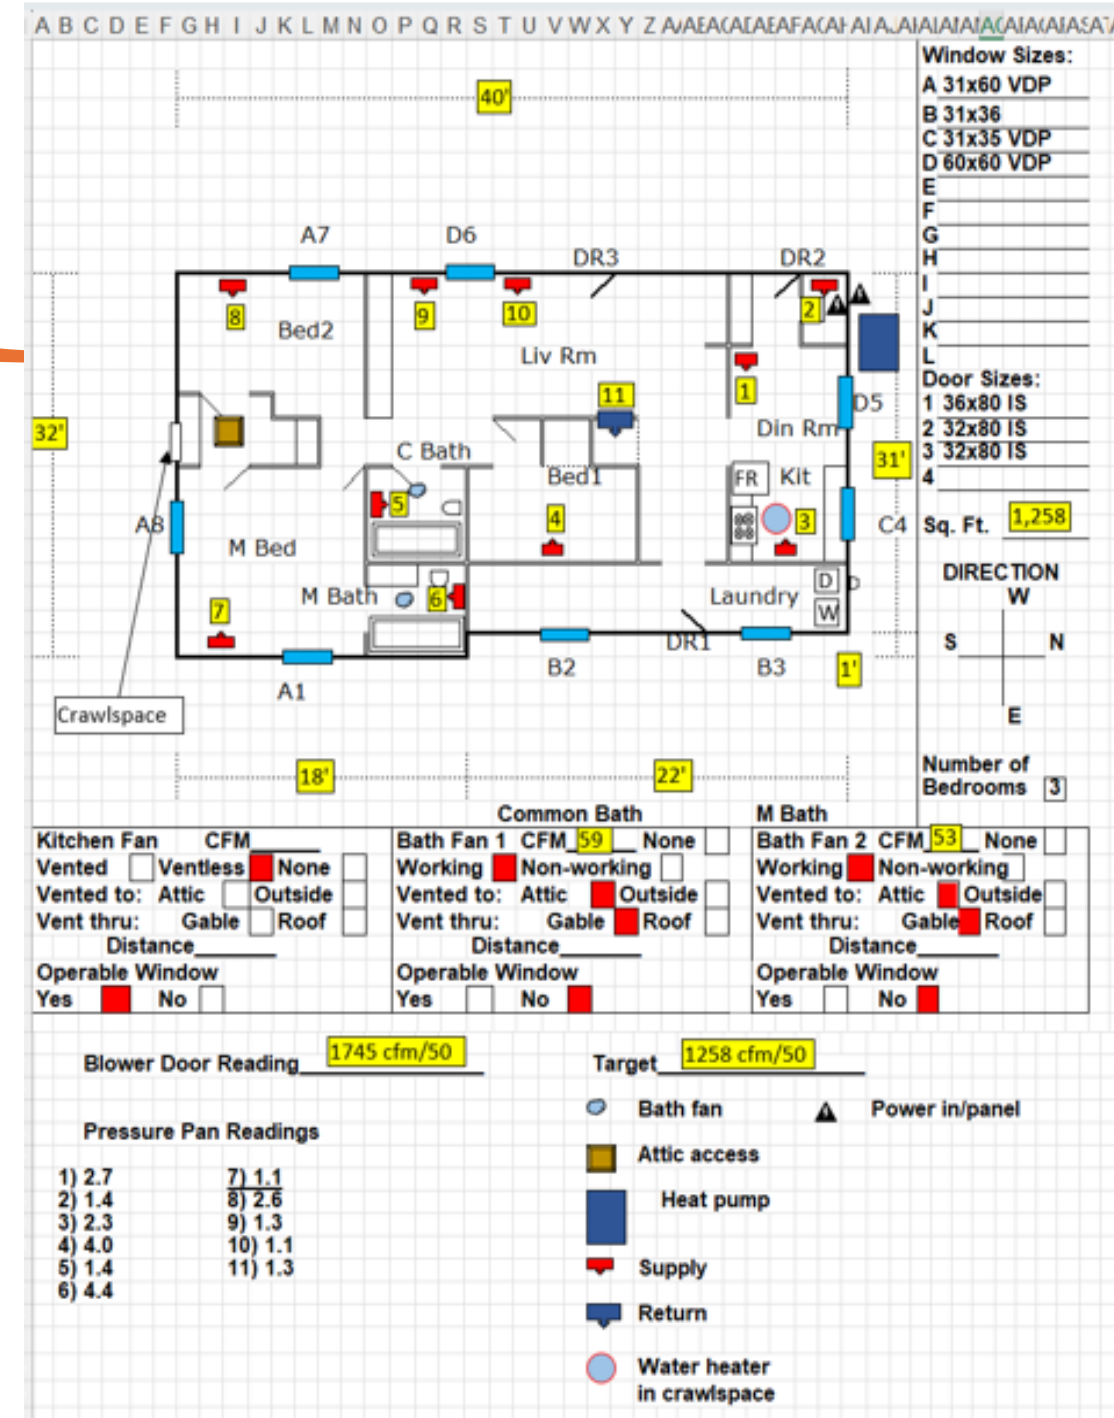 A B C D E F G H I J K L M N O P Q R S T U V W X Y Z
Window Sizes:
A 31x60 VDP
B 31x36
C 31x35 VDP
D 60x60 VDP
E
F
G
H
I
J
K
L
Door Sizes:
1 36x80 IS
2 32x80 IS
3 32x80 IS
4
Sq. Ft. 1,258
DIRECTION
W
S N
E
Number of
Bedrooms 3
40'
A7 D6 DR3 DR2
8 9 10 2
Bed2
Liv Rm
11 1
D5
32'
Din Rm
C Bath
31'
Bed1 FR Kit
5 4 3
A8 C4
M Bed
D D
M Bath 6 Laundry
7 W
DR1
B2 B3 1'
A1
Crawlspace
18' 22'
Common Bath M Bath
Kitchen Fan CFM
Vented Ventless None
Vented to: Attic Outside
Vent thru: Gable Roof
Distance
Operable Window
Yes No
Bath Fan 1 CFM 59 None
Working Non-working
Vented to: Attic Outside
Vent thru: Gable Roof
Distance
Operable Window
Yes No
Bath Fan 2 CFM 53 None
Working Non-working
Vented to: Attic Outside
Vent thru: Gable Roof
Distance
Operable Window
Yes No
Blower Door Reading 1745 cfm/50
Target 1258 cfm/50
Pressure Pan Readings
1) 2.7
2) 1.4
3) 2.3
4) 4.0
5) 1.4
6) 4.4
7) 1.1
8) 2.6
9) 1.3
10) 1.1
11) 1.3
Bath fan
Power in/panel
Attic access
Heat pump
Supply
Return
Water heater
in crawlspace